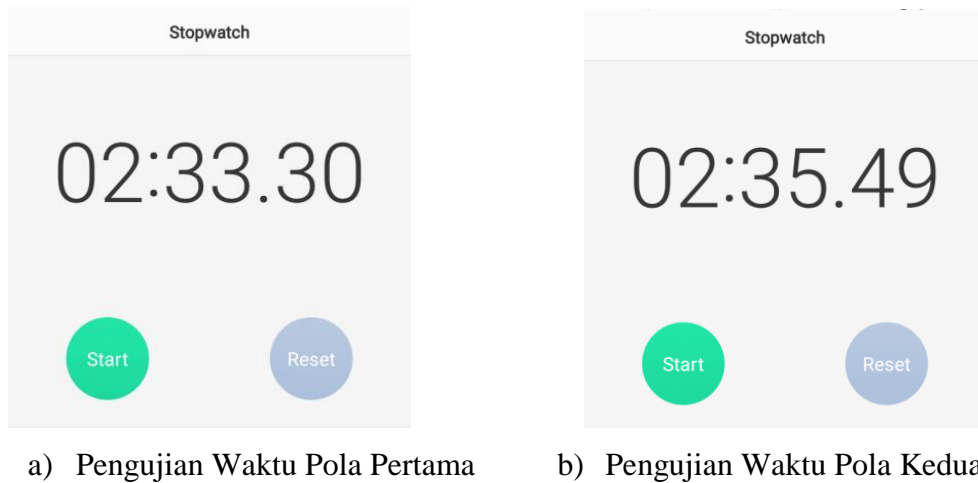 Stopwatch
02:33.30
Start Reset
a) Pengujian Waktu Pola Pertama
Stopwatch
02:35.49
Start Reset
b) Pengujian Waktu Pola Kedua